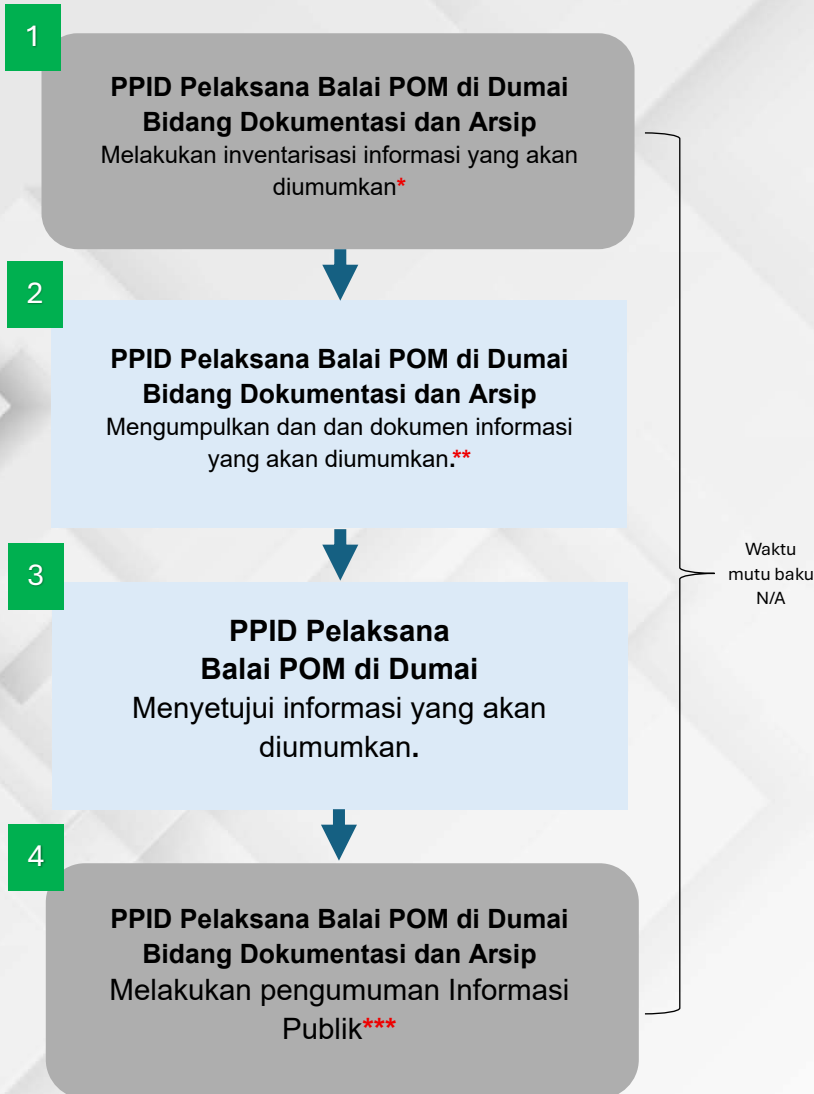 1
PPID Pelaksana Balai POM di Dumai
Bidang Dokumentasi dan Arsip
Melakukan inventarisasi informasi yang akan
diumumkan*
2
PPID Pelaksana Balai POM di Dumai
Bidang Dokumentasi dan Arsip
Mengumpulkan dan dan dokumen informasi
yang akan diumumkan.**
3
PPID Pelaksana
Balai POM di Dumai
Menyetujui informasi yang akan
diumumkan.
4
PPID Pelaksana Balai POM di Dumai
Bidang Dokumentasi dan Arsip
Melakukan pengumuman Informasi
Publik***
Waktu
mutu baku
N/A